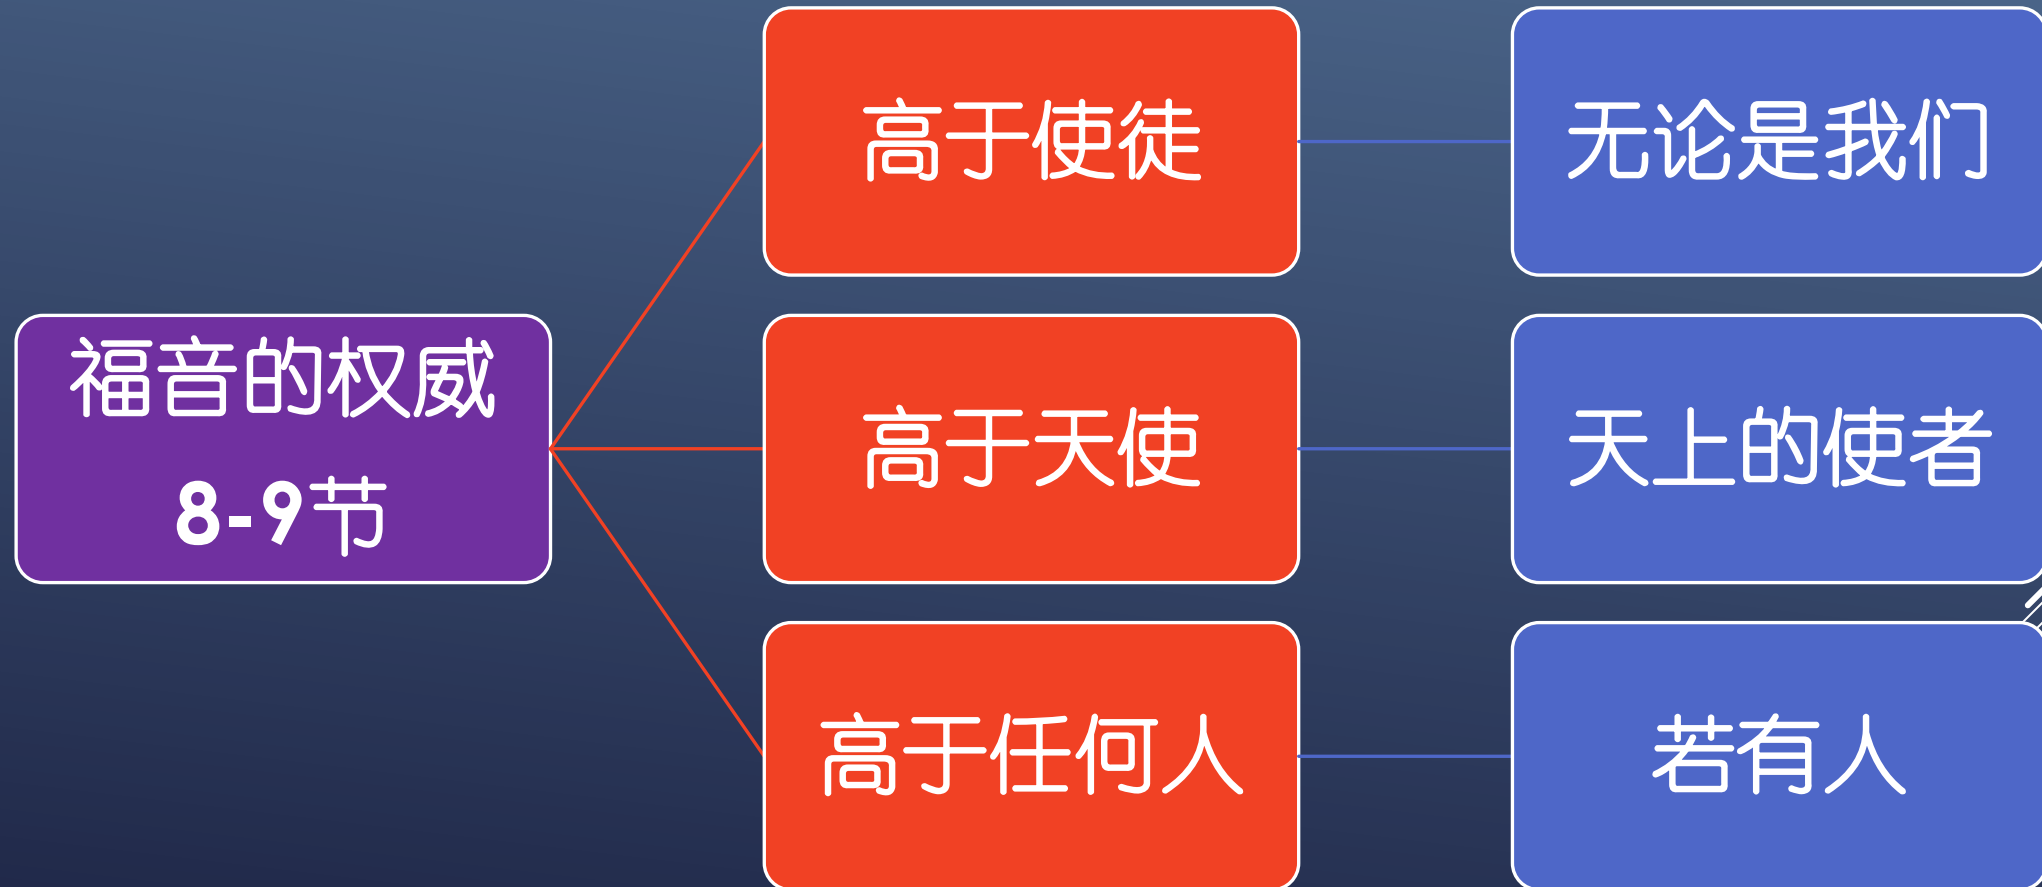 福音的权威
8-9节
高于使徒
无论是我们
高于天使
天上的使者
高于任何人
若有人